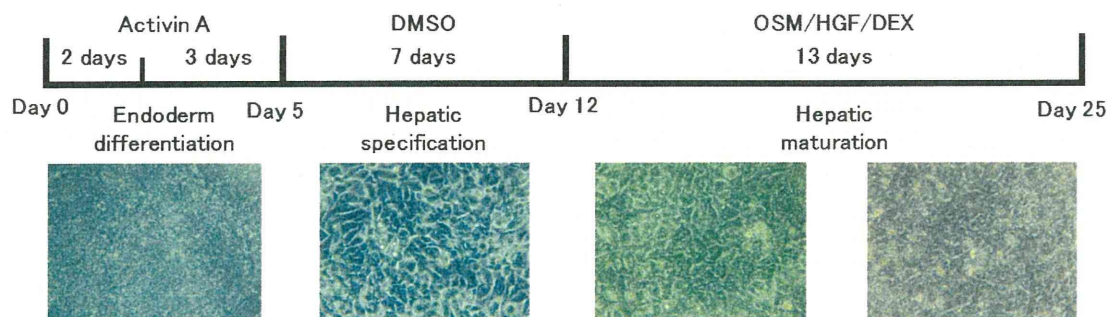 Activin A
DMSO
OSM/HGF/DEX
2 days
3 days
7 days
13 days
Day 0
Endoderm differentiation
Day 5
Hepatic specification
Day 12
Hepatic maturation
Day 25